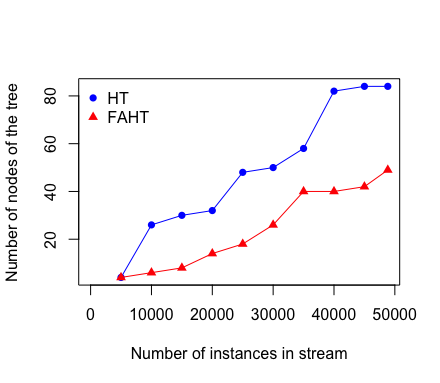 HT
FAHT
Number of nodes of the tree
80
60
40
20
0 10000 20000 30000 40000 50000
Number of instances in stream